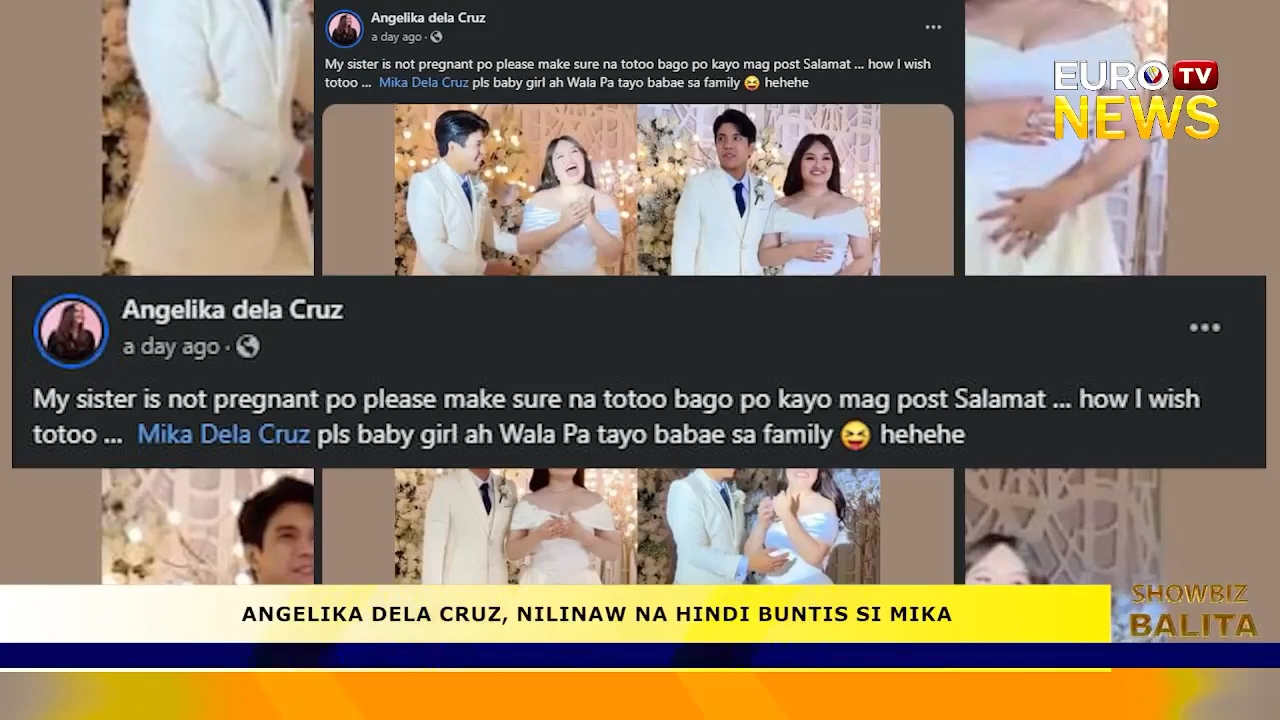 Angelika dela Cruz
a day ago ·
My sister is not pregnant po please make sure na totoo bago po kayo mag post Salamat ... how I wish
totoo ... Mika Dela Cruz pls baby girl ah Wala Pa tayo babae sa family 😝 hehehe
EURO TV
NEWS
Angelika dela Cruz
a day ago ·
My sister is not pregnant po please make sure na totoo bago po kayo mag post Salamat ... how I wish
totoo ... Mika Dela Cruz pls baby girl ah Wala Pa tayo babae sa family 😝 hehehe
ANGELIKA DELA CRUZ, NILINAW NA HINDI BUNTIS SI MIKA
SHOWBIZ
BALITA